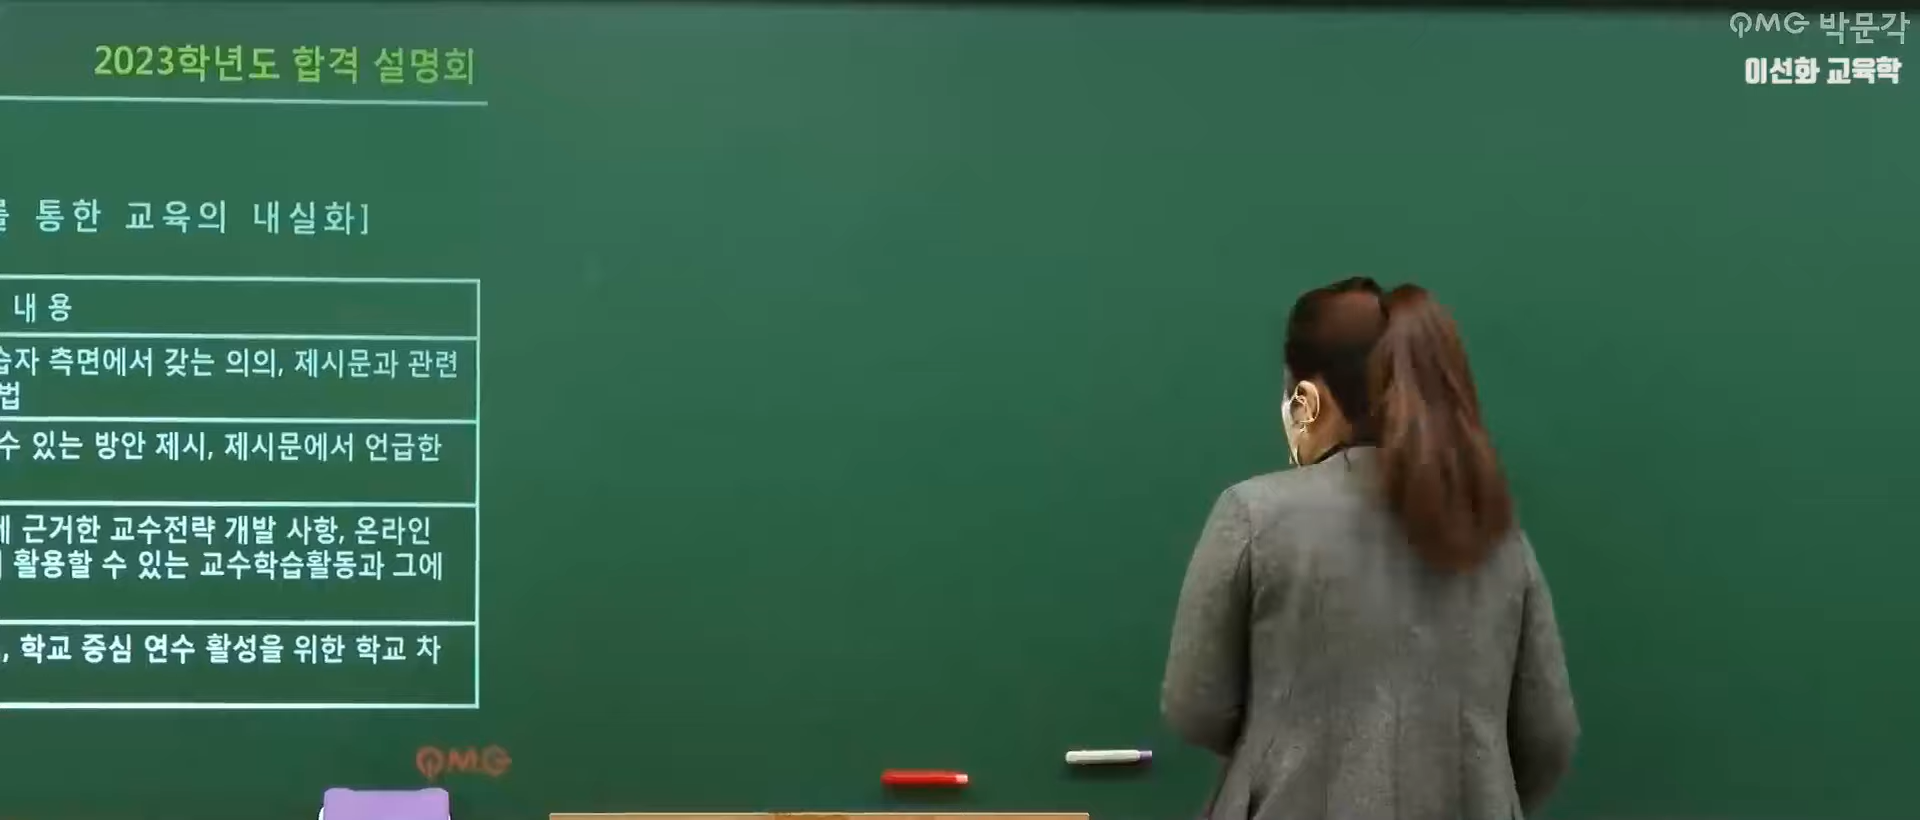 PMG 박문각
이선화 교육학
2023학년도 합격 설명회
통한 교육의 내실화]
내 용
습자 측면에서 갖는 의의, 제시문과 관련
법
수 있는 방안 제시, 제시문에서 언급한
에 근거한 교수전략 개발 사항, 온라인
활용할 수 있는 교수학습활동과 그에
, 학교 중심 연수 활성을 위한 학교 차
PMG